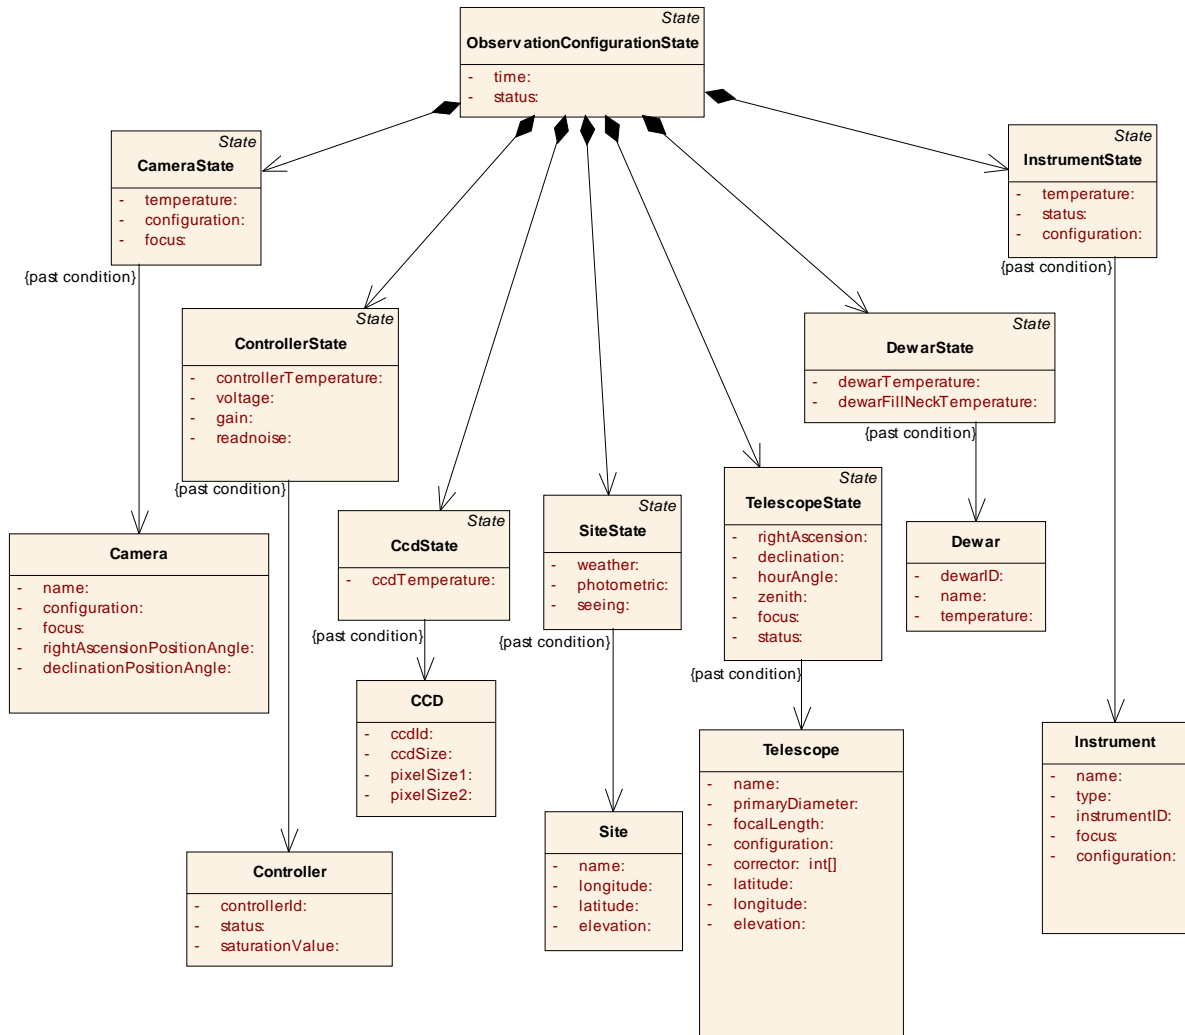 State
ObservationConfigurationState
- time:
- status:
State
CameraState
- temperature:
- configuration:
- focus:
{past condition}
State
InstrumentState
- temperature:
- status:
- configuration:
{past condition}
State
ControllerState
- controllerTemperature:
- voltage:
- gain:
- readnoise:
{past condition}
State
DewarState
- dewarTemperature:
- dewarFillNeckTemperature:
{past condition}
State
CcdState
- ccdTemperature:
{past condition}
State
SiteState
- weather:
- photometric:
- seeing:
{past condition}
State
TelescopeState
- rightAscension:
- declination:
- hourAngle:
- zenith:
- focus:
- status:
{past condition}
Camera
- name:
- configuration:
- focus:
- rightAscensionPositionAngle:
- declinationPositionAngle:
Dewar
- dewarID:
- name:
- temperature:
CCD
- ccdId:
- ccdSize:
- pixelSize1:
- pixelSize2:
Controller
- controllerId:
- status:
- saturationValue:
Site
- name:
- longitude:
- latitude:
- elevation:
Telescope
- name:
- primaryDiameter:
- focalLength:
- configuration:
- corrector: int[]
- latitude:
- longitude:
- elevation:
Instrument
- name:
- type:
- instrumentID:
- focus:
- configuration: